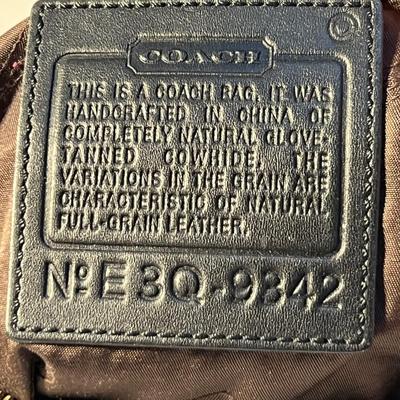 COACH
THIS IS A COACH BAG. IT WAS
HANDCRAFTED IN CHINA OF
COMPLETELY NATURAL GLOVE-
TANNED COWHIDE. THE
VARIATIONS IN THE GRAIN ARE
CHARACTERISTIC OF NATURAL
FULL-GRAIN LEATHER.
Nº E3Q-9342